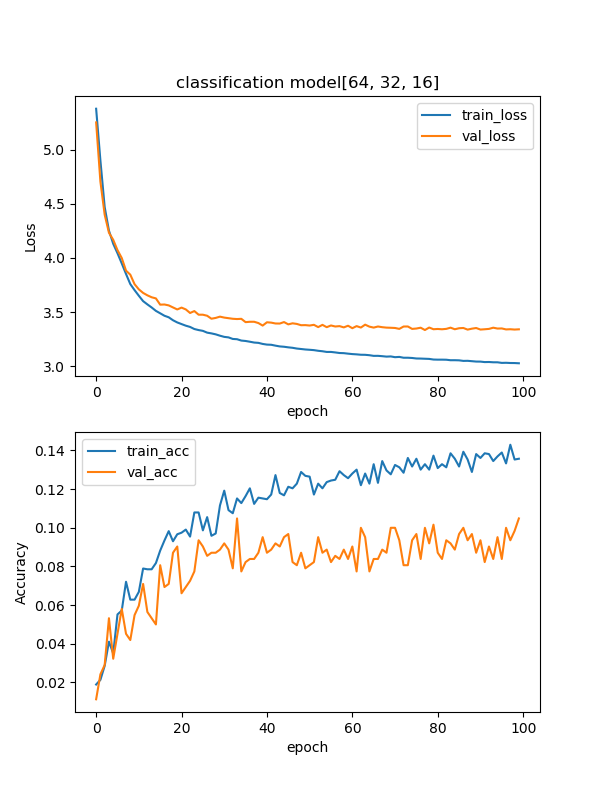 classification model[64, 32, 16]
train_loss
val_loss
Loss
5.0
4.5
4.0
3.5
3.0
0 20 40 60 80 100
epoch
train_acc
val_acc
Accuracy
0.14
0.12
0.10
0.08
0.06
0.04
0.02
0 20 40 60 80 100
epoch